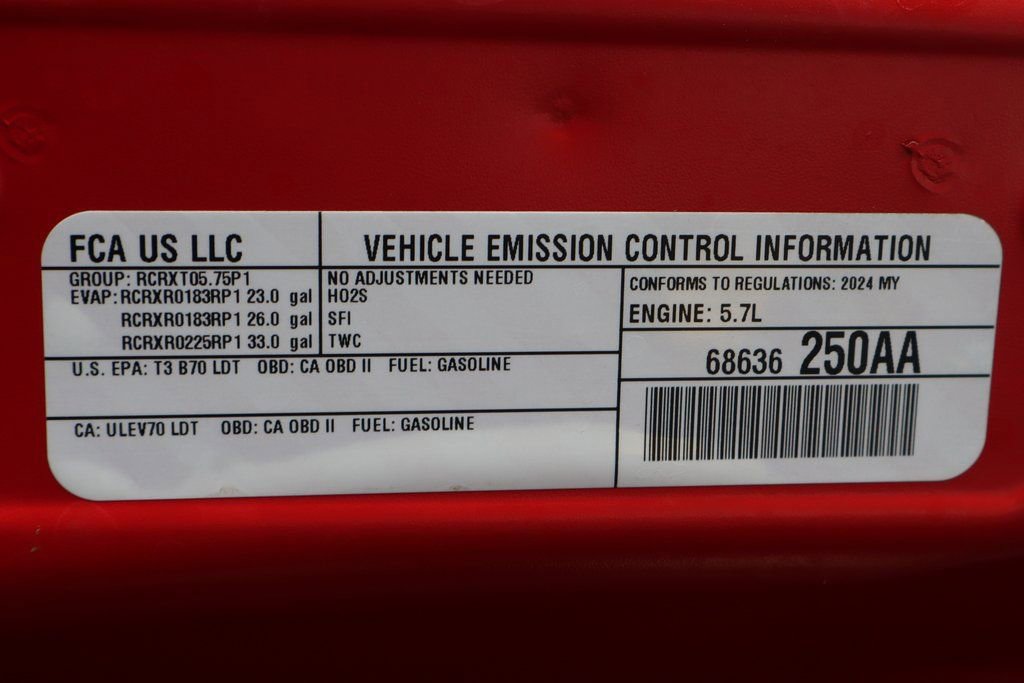 FCA US LLC
VEHICLE EMISSION CONTROL INFORMATION
GROUP: RCRXT05.75P1
EVAP: RCRXR0183RP1 23.0 gal
RCRXR0183RP1 26.0 gal
RCRXR0225RP1 33.0 gal
NO ADJUSTMENTS NEEDED
HO2S
SFI
TWC
CONFORMS TO REGULATIONS: 2024 MY
ENGINE: 5.7L
68636 250AA
U.S. EPA: T3 B70 LDT OBD: CA OBD II FUEL: GASOLINE
CA: ULEV70 LDT OBD: CA OBD II FUEL: GASOLINE